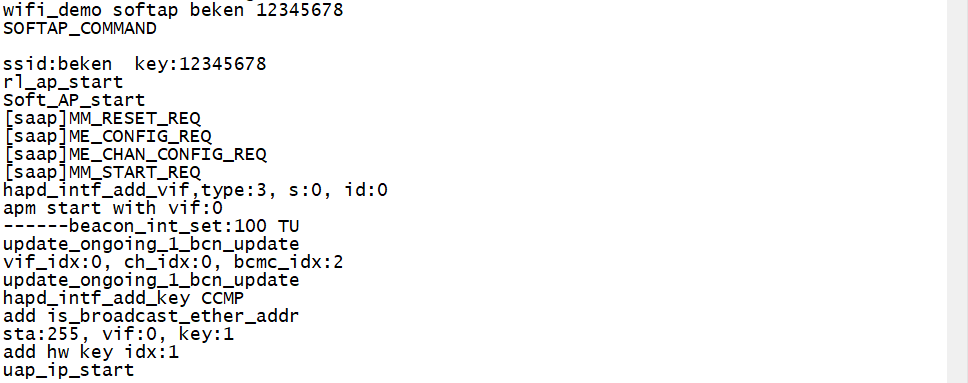 wifi_demo softap beken 12345678
SOFTAP_COMMAND
ssid:beken  key:12345678
rl_ap_start
Soft_AP_start
[saap]MM_RESET_REQ
[saap]ME_CONFIG_REQ
[saap]ME_CHAN_CONFIG_REQ
[saap]MM_START_REQ
hapd_intf_add_vif,type:3, s:0, id:0
apm start with vif:0
------beacon_int_set:100 TU
update_ongoing_1_bcn_update
vif_idx:0, ch_idx:0, bcmc_idx:2
update_ongoing_1_bcn_update
hapd_intf_add_key CCMP
add is_broadcast_ether_addr
sta:255, vif:0, key:1
add hw key idx:1
uap_ip_start